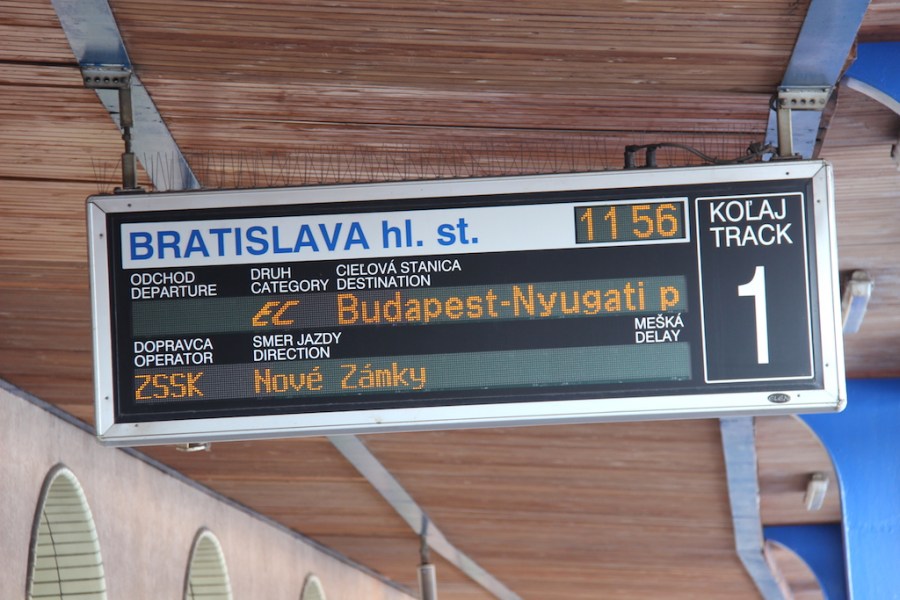 BRATISLAVA hl. st. 11 56
KOĽAJ
TRACK
1
ODCHOD
DEPARTURE
DRUH
CATEGORY
CIEĽOVÁ STANICA
DESTINATION
EC Budapest-Nyugati p
MEŠKÁ
DELAY
DOPRAVCA
OPERATOR
SMER JAZDY
DIRECTION
ZSSK Nové Zámky